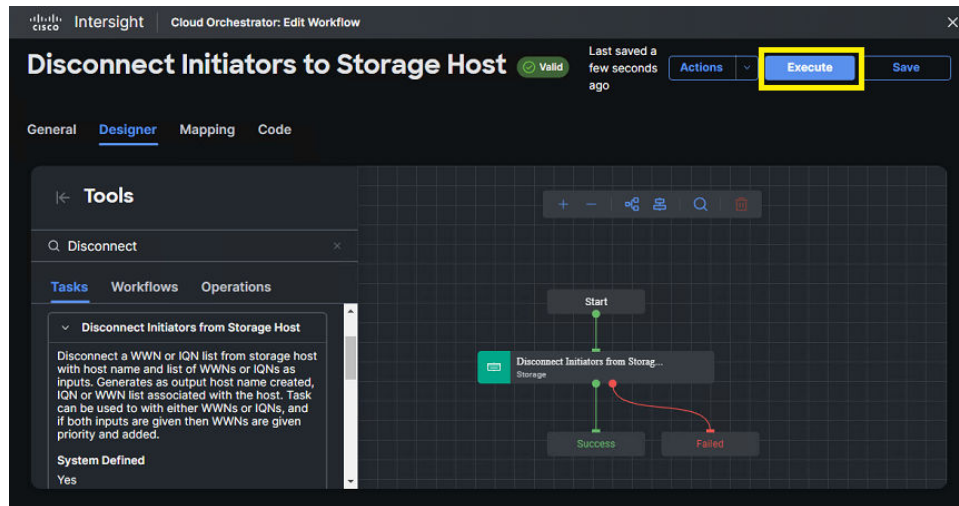 cisco Intersight Cloud Orchestrator: Edit Workflow
Disconnect Initiators to Storage Host Valid
Last saved a
few seconds
ago
Actions Execute Save
General Designer Mapping Code
Tools
Disconnect
Tasks Workflows Operations
Disconnect Initiators from Storage Host
Disconnect a WWN or IQN list from storage host
with host name and list of WWNs or IQNs as
inputs. Generates as output host name created,
IQN or WWN list associated with the host. Task
can be used to with either WWNs or IQNs, and
if both inputs are given then WWNs are given
priority and added.
System Defined
Yes
Start
Disconnect Initiators from Storag...
Storage
Success Failed